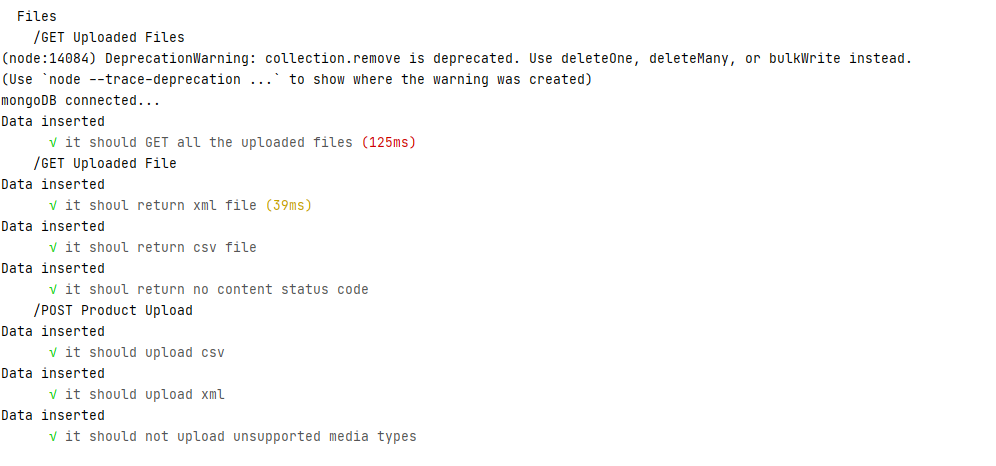 Files
/GET Uploaded Files
(node:14084) DeprecationWarning: collection.remove is deprecated. Use deleteOne, deleteMany, or bulkWrite instead.
(Use `node --trace-deprecation ...` to show where the warning was created)
mongoDB connected...
Data inserted
√ it should GET all the uploaded files (125ms)
/GET Uploaded File
Data inserted
√ it shoul return xml file (39ms)
Data inserted
√ it shoul return csv file
Data inserted
√ it shoul return no content status code
/POST Product Upload
Data inserted
√ it should upload csv
Data inserted
√ it should upload xml
Data inserted
√ it should not upload unsupported media types